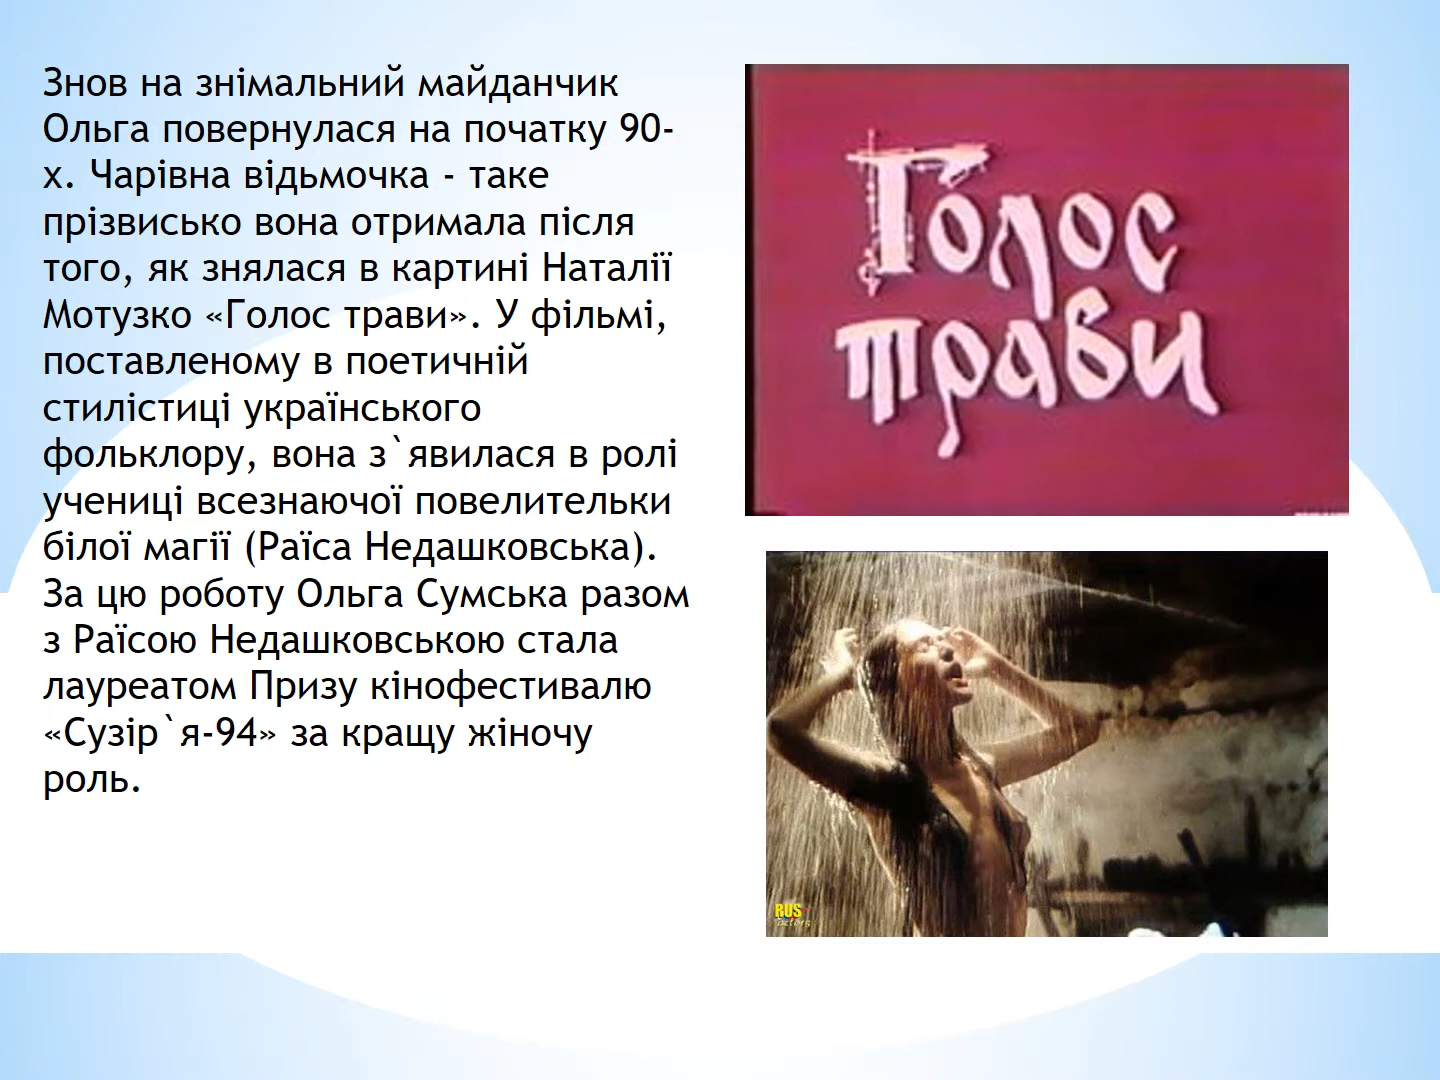 Знов на знімальний майданчик
Ольга повернулася на початку 90-
х. Чарівна відьмочка - таке
прізвисько вона отримала після
того, як знялася в картині Наталії
Мотузко «Голос трави». У фільмі,
поставленому в поетичній
стилістиці українського
фольклору, вона з`явилася в ролі
учениці всезнаючої повелительки
білої магії (Раїса Недашковська).
За цю роботу Ольга Сумська разом
з Раїсою Недашковською стала
лауреатом Призу кінофестивалю
«Сузір`я-94» за кращу жіночу
роль.
Голос
трави
RUS
actors